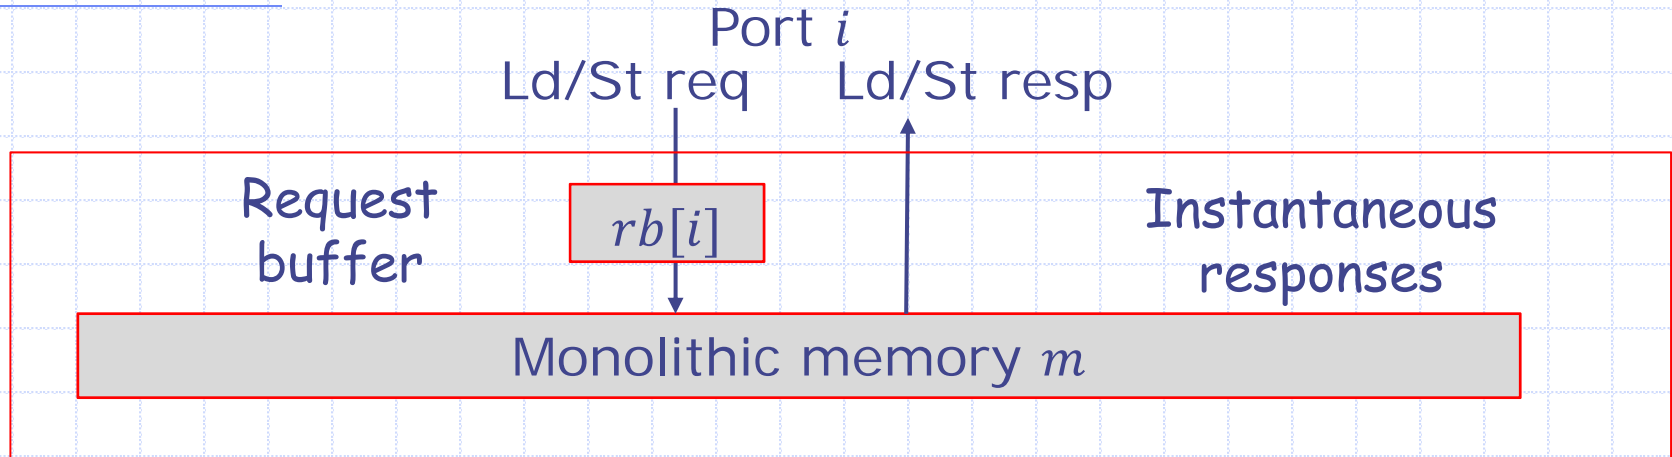 Port i
Ld/St req Ld/St resp
Request
buffer
rb[i]
Instantaneous
responses
Monolithic memory m